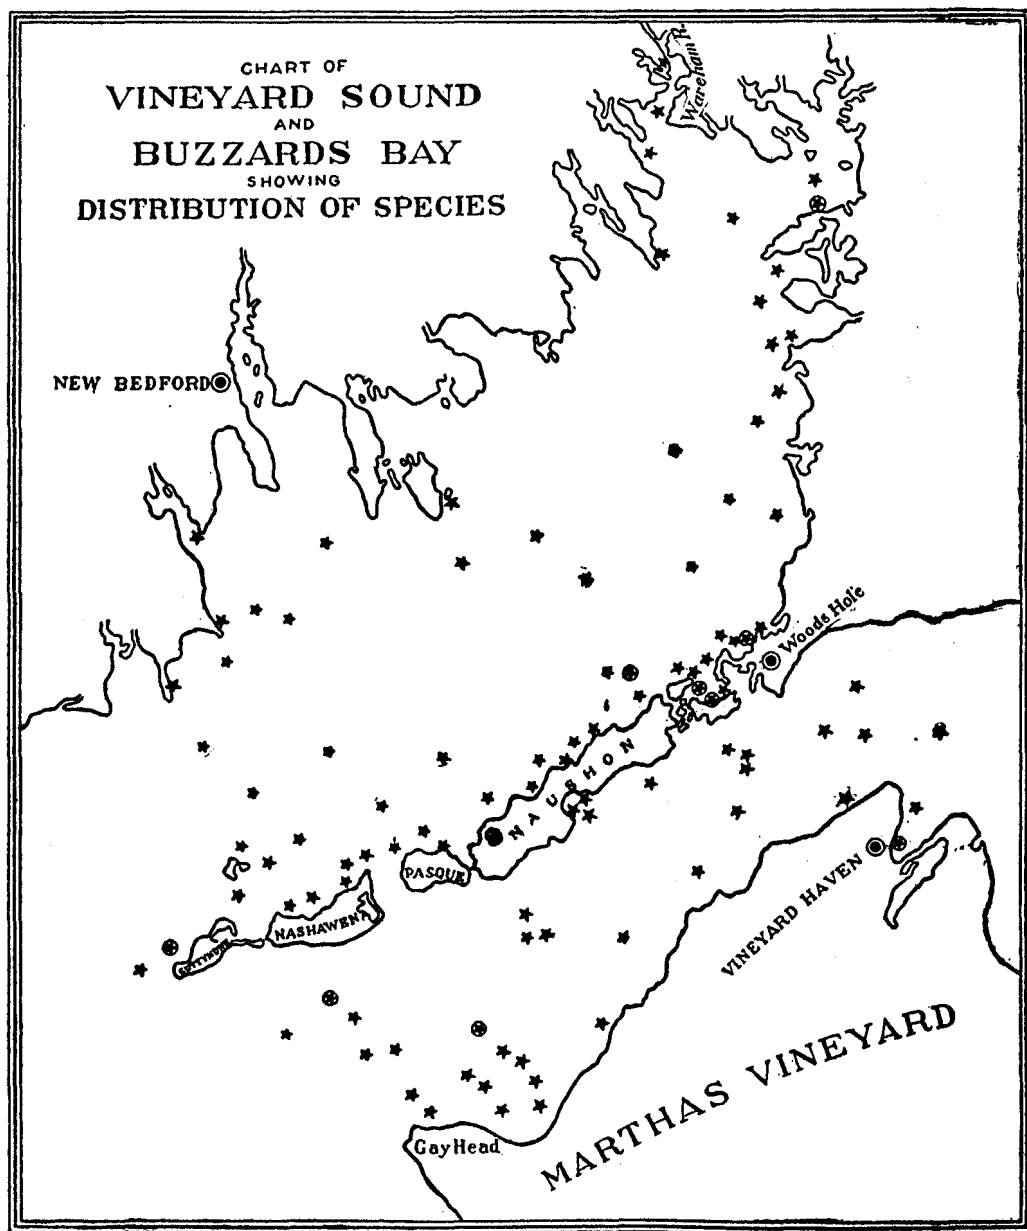 CHART OF
VINEYARD SOUND
AND
BUZZARDS BAY
SHOWING
DISTRIBUTION OF SPECIES
Wareham R.
NEW BEDFORD
Woods Hole
NAUSHON
PASQUE
NASHAWENA
VINEYARD HAVEN
MARTHAS VINEYARD
Gay Head